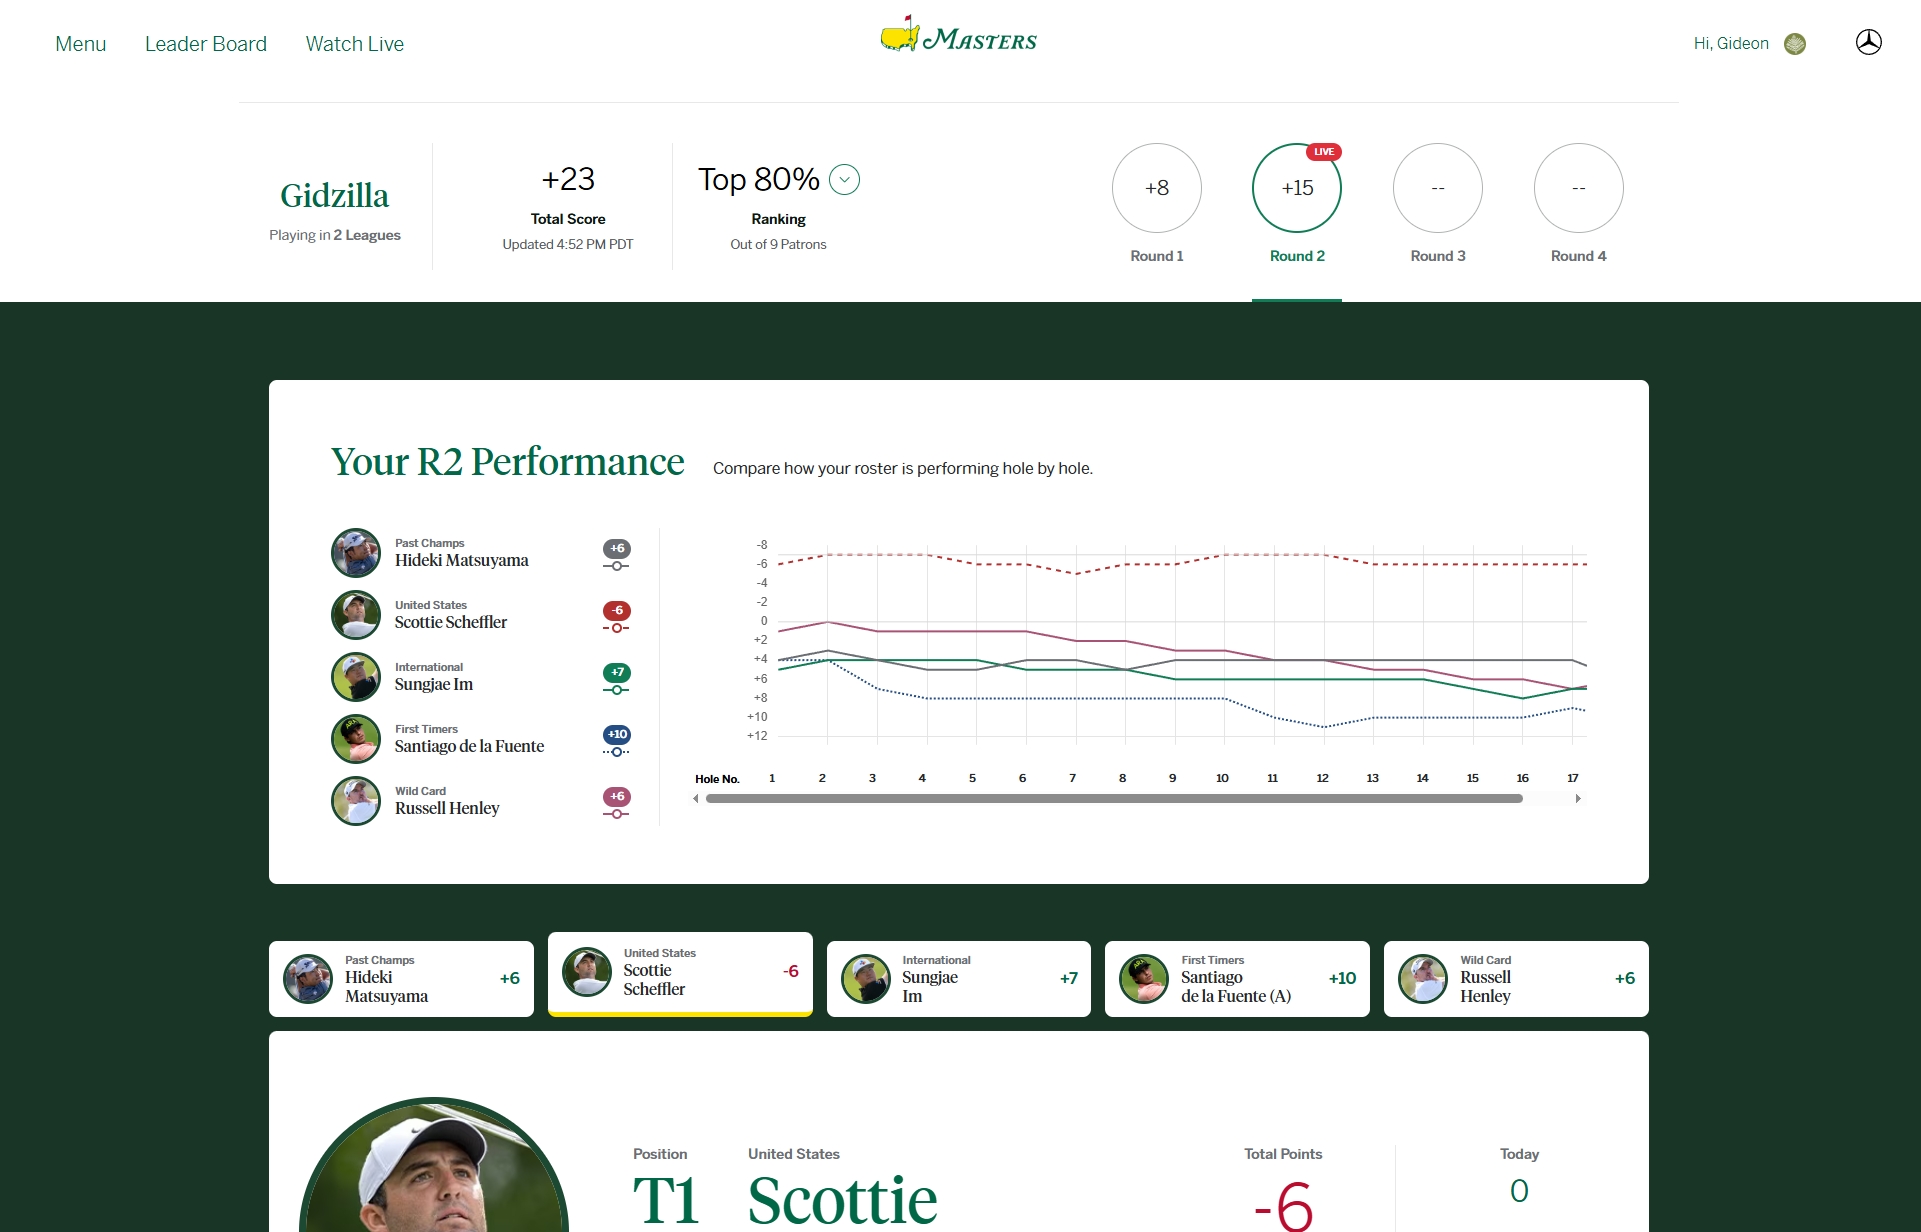 Menu
Leader Board
Watch Live
MASTERS
Hi, Gideon
Gidzilla
Playing in 2 Leagues
+23
Total Score
Updated 4:52 PM PDT
Top 80%
Ranking
Out of 9 Patrons
+8
Round 1
LIVE
+15
Round 2
--
Round 3
--
Round 4
Your R2 Performance
Compare how your roster is performing hole by hole.
Past Champs
Hideki Matsuyama
+6
United States
Scottie Scheffler
-6
International
Sungjae Im
+7
First Timers
Santiago de la Fuente
+10
Wild Card
Russell Henley
+6
-8
-6
-4
-2
0
+2
+4
+6
+8
+10
+12
Hole No. 1 2 3 4 5 6 7 8 9 10 11 12 13 14 15 16 17
Past Champs
Hideki
Matsuyama
+6
United States
Scottie
Scheffler
-6
International
Sungjae
Im
+7
First Timers
Santiago
de la Fuente (A)
+10
Wild Card
Russell
Henley
+6
Position
T1
United States
Scottie
Total Points
-6
Today
0